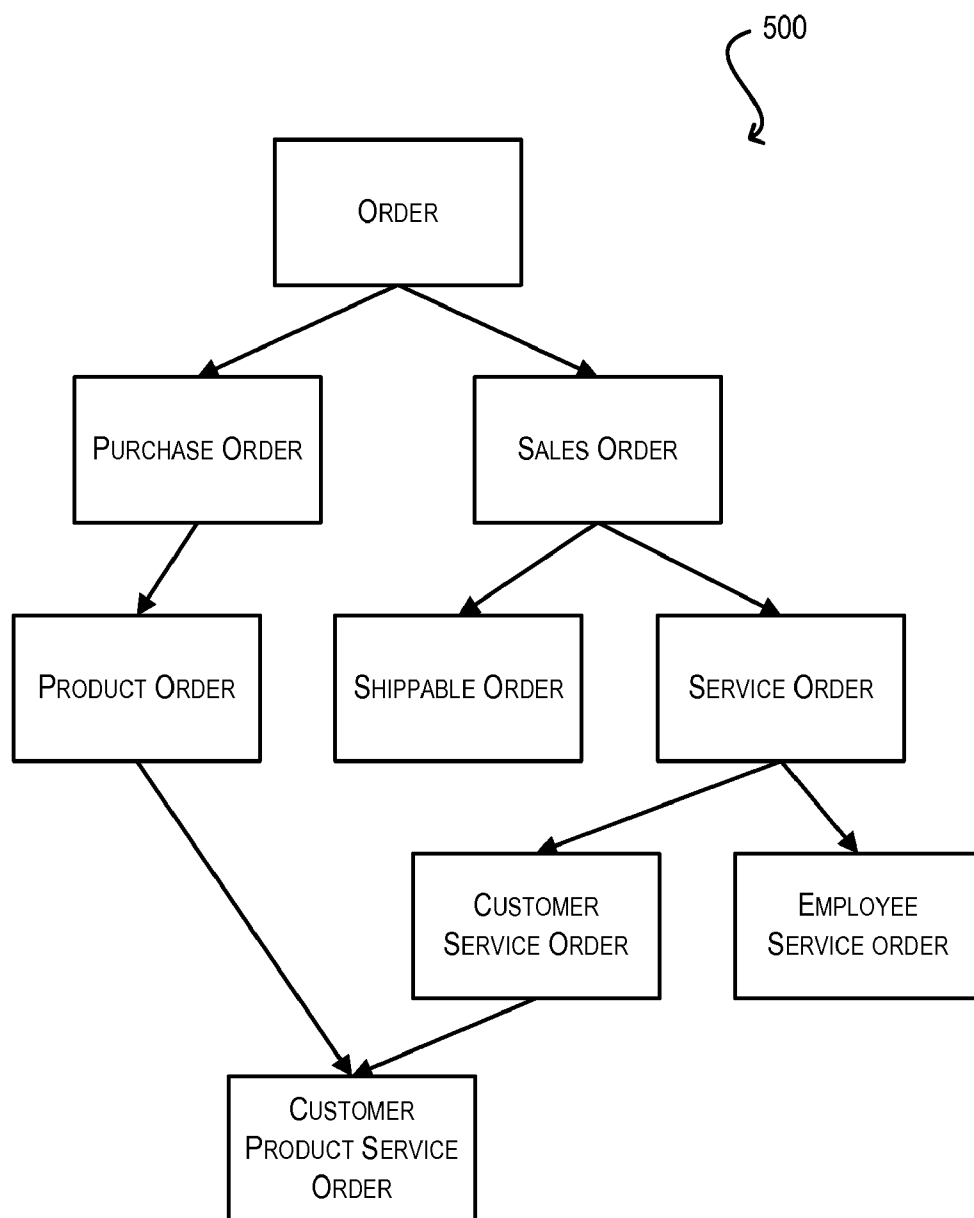 500
ORDER
PURCHASE ORDER
SALES ORDER
PRODUCT ORDER
SHIPPABLE ORDER
SERVICE ORDER
CUSTOMER
SERVICE ORDER
EMPLOYEE
SERVICE ORDER
CUSTOMER
PRODUCT SERVICE
ORDER